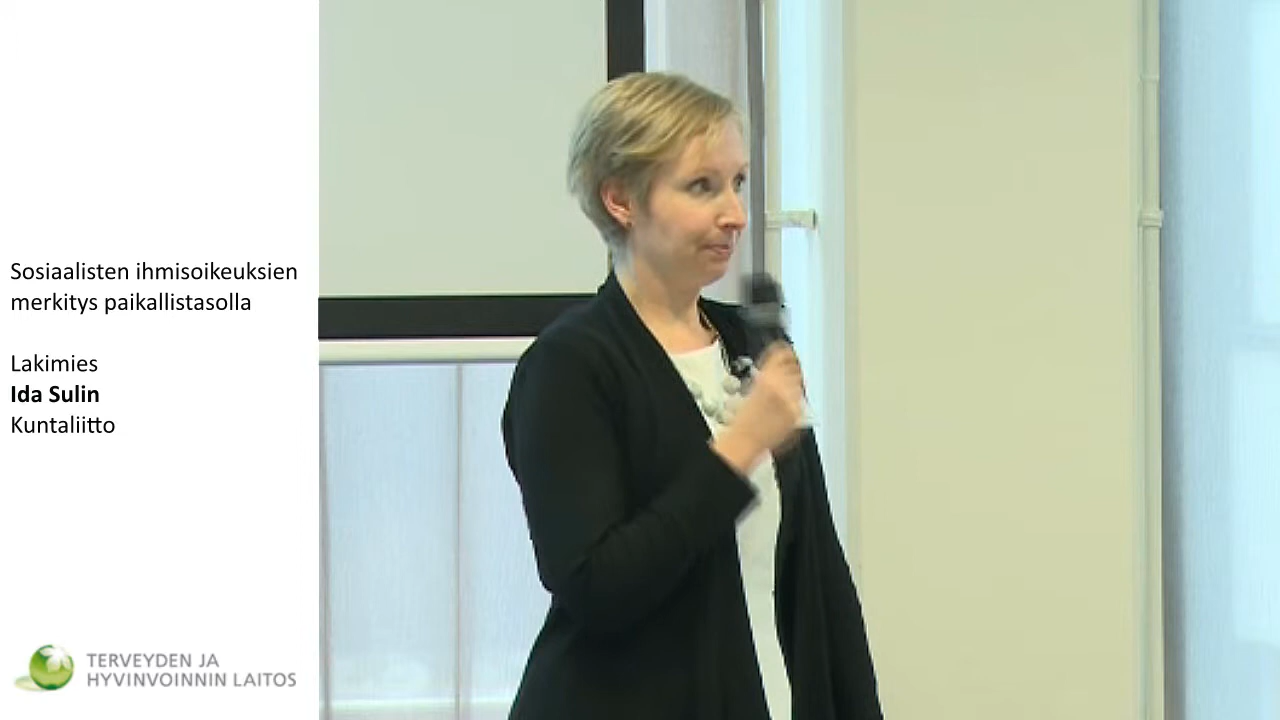 Sosiaalisten ihmisoikeuksien
merkitys paikallistasolla
Lakimies
Ida Sulin
Kuntaliitto
TERVEYDEN JA
HYVINVOINNIN LAITOS